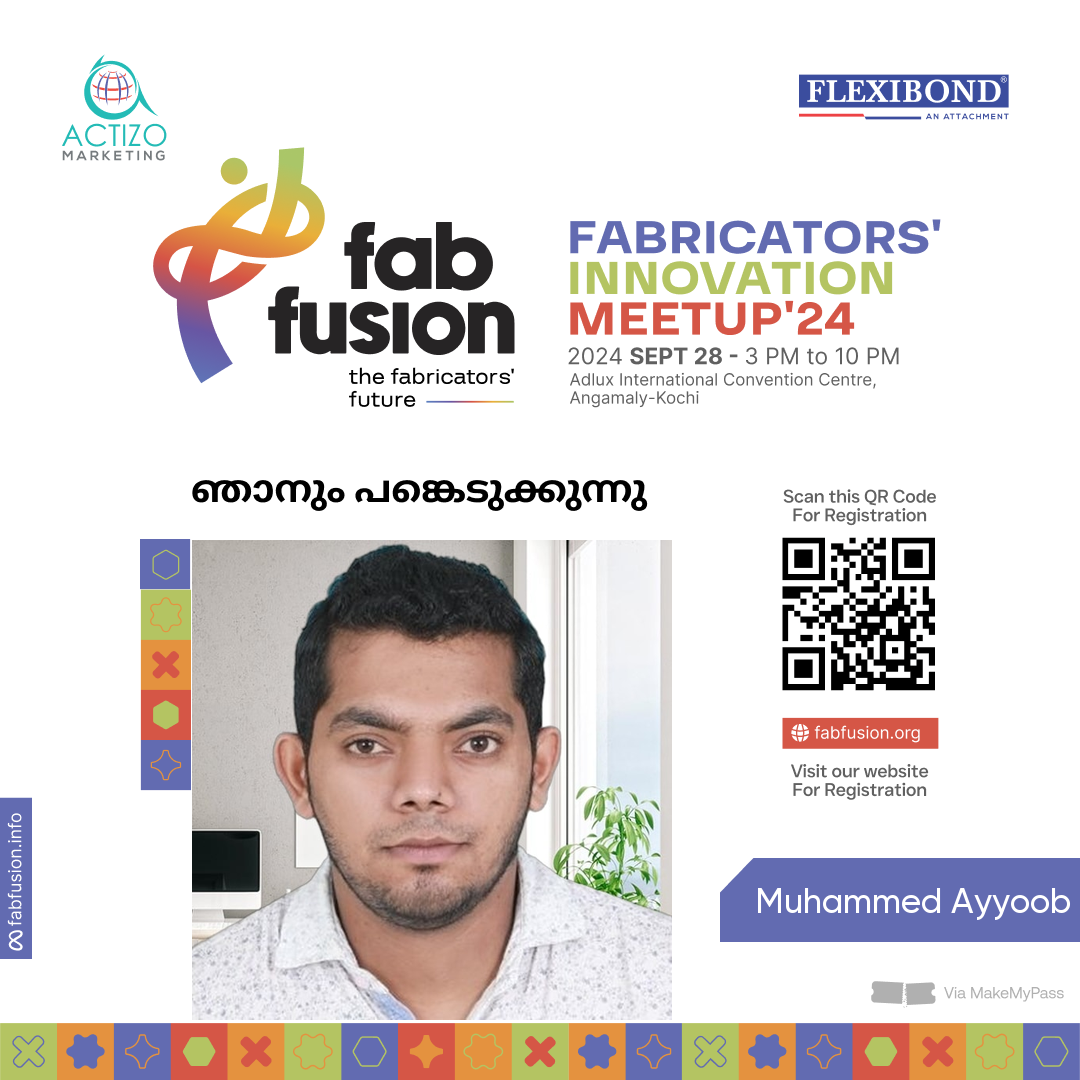 ACTIZO
MARKETING
FLEXIBOND®
AN ATTACHMENT
fab
fusion
the fabricators'
future
FABRICATORS'
INNOVATION
MEETUP'24
2024 SEPT 28 - 3 PM to 10 PM
Adlux International Convention Centre,
Angamaly-Kochi
ഞാനും പങ്കെടുക്കുന്നു
Scan this QR Code
For Registration
fabfusion.org
Visit our website
For Registration
fabfusion.info
Muhammed Ayyoob
Via MakeMyPass